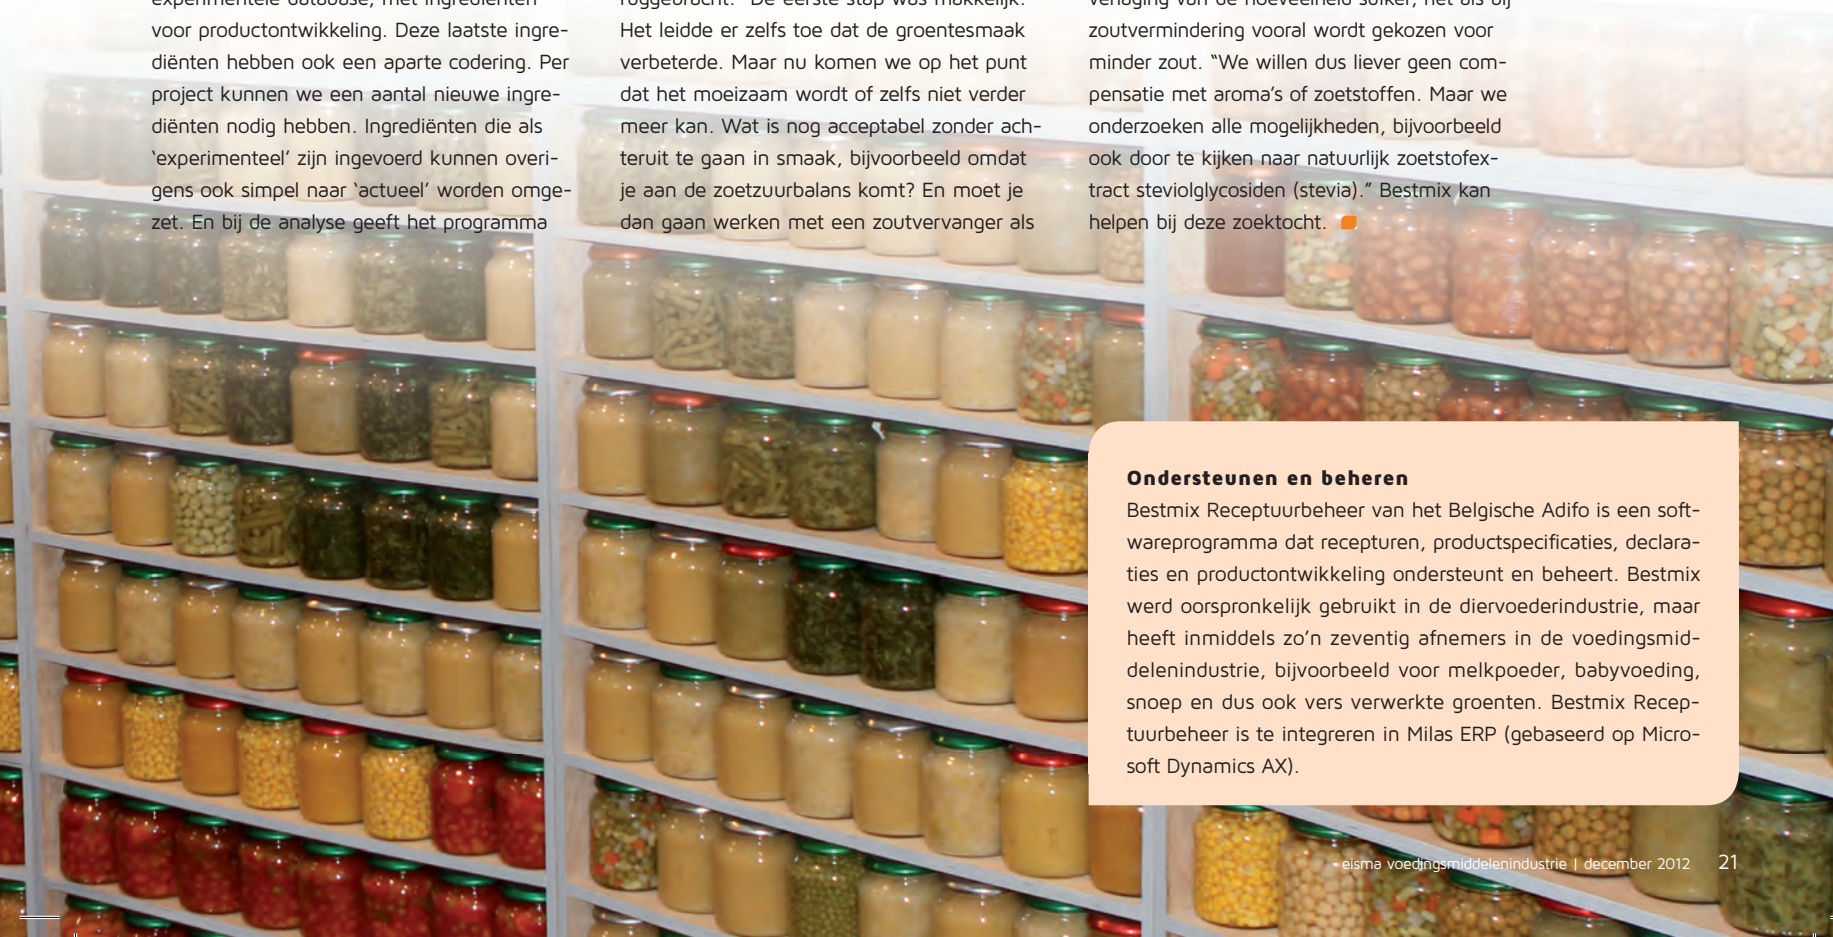 voor productontwikkeling. Deze laatste ingre-
diënten hebben ook een aparte codering. Per
project kunnen we een aantal nieuwe ingre-
diënten nodig hebben. Ingrediënten die als
‘experimenteel’ zijn ingevoerd kunnen overi-
gens ook simpel naar ‘actueel’ worden omge-
zet. En bij de analyse geeft het programma
Het leidde er zelfs toe dat de groentesmaak
verbeterde. Maar nu komen we op het punt
dat het moeizaam wordt of zelfs niet verder
meer kan. Wat is nog acceptabel zonder ach-
teruit te gaan in smaak, bijvoorbeeld omdat
je aan de zoetzuurbalans komt? En moet je
dan gaan werken met een zoutvervanger als
zoutvermindering vooral wordt gekozen voor
minder zout. “We willen dus liever geen com-
pensatie met aroma’s of zoetstoffen. Maar we
onderzoeken alle mogelijkheden, bijvoorbeeld
ook door te kijken naar natuurlijk zoetstofex-
tract steviolglycosiden (stevia).” Bestmix kan
helpen bij deze zoektocht.
Ondersteunen en beheren
Bestmix Receptuurbeheer van het Belgische Adifo is een soft-
wareprogramma dat recepturen, productspecificaties, declara-
ties en productontwikkeling ondersteunt en beheert. Bestmix
werd oorspronkelijk gebruikt in de diervoederindustrie, maar
heeft inmiddels zo’n zeventig afnemers in de voedingsmid-
delenindustrie, bijvoorbeeld voor melkpoeder, babyvoeding,
snoep en dus ook vers verwerkte groenten. Bestmix Recep-
tuurbeheer is te integreren in Milas ERP (gebaseerd op Micro-
soft Dynamics AX).
eisma voedingsmiddelenindustrie | december 2012 21